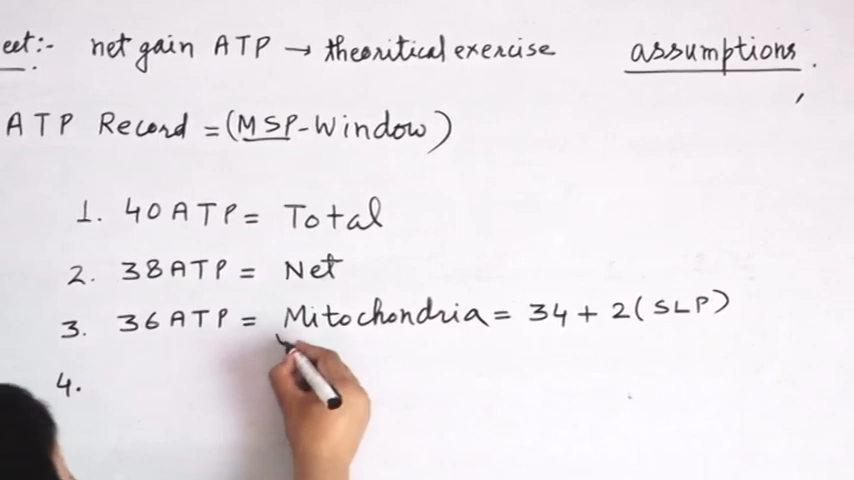 eet:- net gain ATP → theoritical exercise assumptions.
ATP Record = (MSP-Window)
1. 40 ATP = Total
2. 38 ATP = Net
3. 36 ATP = Mitochondria = 34 + 2 (SLP)
4.